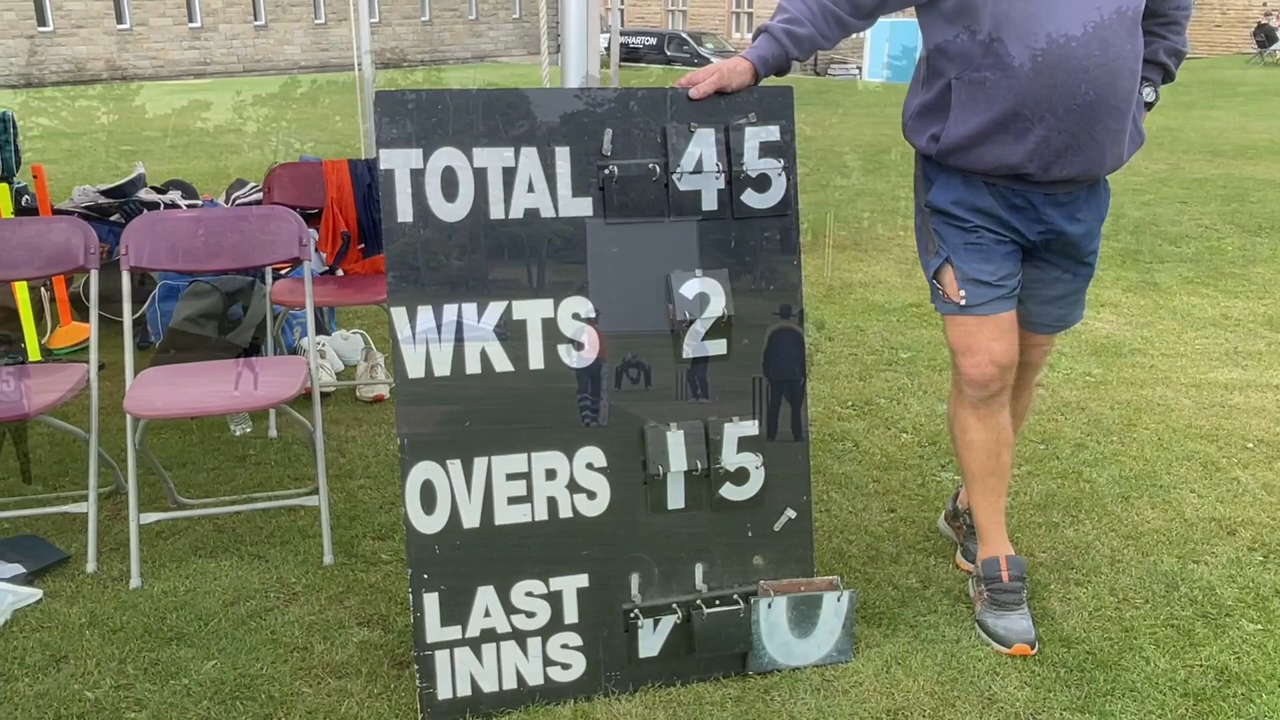 WHARTON
TOTAL 45
WKTS 2
OVERS 15
LAST
INNS